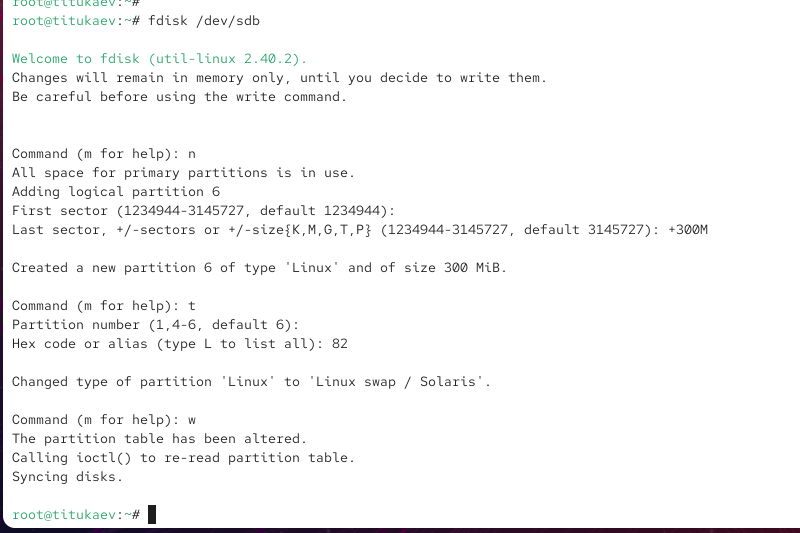 root@titukaev:~#
root@titukaev:~# fdisk /dev/sdb
Welcome to fdisk (util-linux 2.40.2).
Changes will remain in memory only, until you decide to write them.
Be careful before using the write command.
Command (m for help): n
All space for primary partitions is in use.
Adding logical partition 6
First sector (1234944-3145727, default 1234944):
Last sector, +/-sectors or +/-size{K,M,G,T,P} (1234944-3145727, default 3145727): +300M
Created a new partition 6 of type 'Linux' and of size 300 MiB.
Command (m for help): t
Partition number (1,4-6, default 6):
Hex code or alias (type L to list all): 82
Changed type of partition 'Linux' to 'Linux swap / Solaris'.
Command (m for help): w
The partition table has been altered.
Calling ioctl() to re-read partition table.
Syncing disks.
root@titukaev:~#